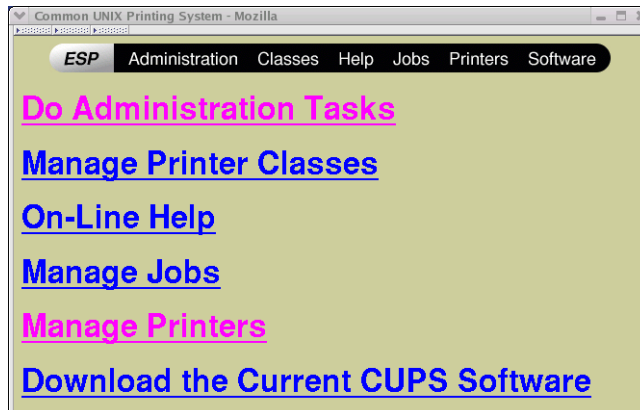 Common UNIX Printing System - Mozilla
ESP Administration Classes Help Jobs Printers Software
Do Administration Tasks
Manage Printer Classes
On-Line Help
Manage Jobs
Manage Printers
Download the Current CUPS Software